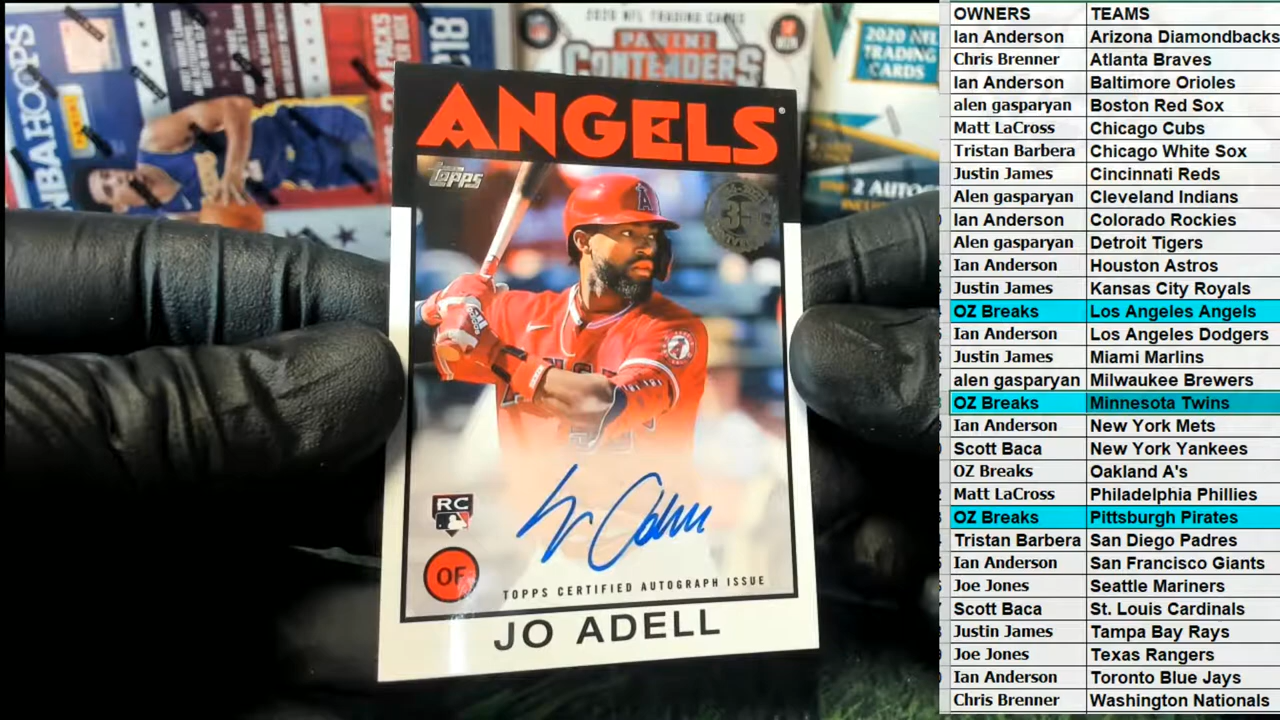 NBAHOOPS
2018
2020 NFL TRADING CARDS
PANINI
CONTENDERS
2020 NFL
TRADING
CARDS
2 AUTO
ANGELS
Topps
35
A
RC
OF
TOPPS CERTIFIED AUTOGRAPH ISSUE
JO ADELL
OWNERS TEAMS
Ian Anderson Arizona Diamondbacks
Chris Brenner Atlanta Braves
Ian Anderson Baltimore Orioles
alen gasparyan Boston Red Sox
Matt LaCross Chicago Cubs
Tristan Barbera Chicago White Sox
Justin James Cincinnati Reds
Alen gasparyan Cleveland Indians
Ian Anderson Colorado Rockies
Alen gasparyan Detroit Tigers
Ian Anderson Houston Astros
Justin James Kansas City Royals
OZ Breaks Los Angeles Angels
Ian Anderson Los Angeles Dodgers
Justin James Miami Marlins
alen gasparyan Milwaukee Brewers
OZ Breaks Minnesota Twins
Ian Anderson New York Mets
Scott Baca New York Yankees
OZ Breaks Oakland A's
Matt LaCross Philadelphia Phillies
OZ Breaks Pittsburgh Pirates
Tristan Barbera San Diego Padres
Ian Anderson San Francisco Giants
Joe Jones Seattle Mariners
Scott Baca St. Louis Cardinals
Justin James Tampa Bay Rays
Joe Jones Texas Rangers
Ian Anderson Toronto Blue Jays
Chris Brenner Washington Nationals